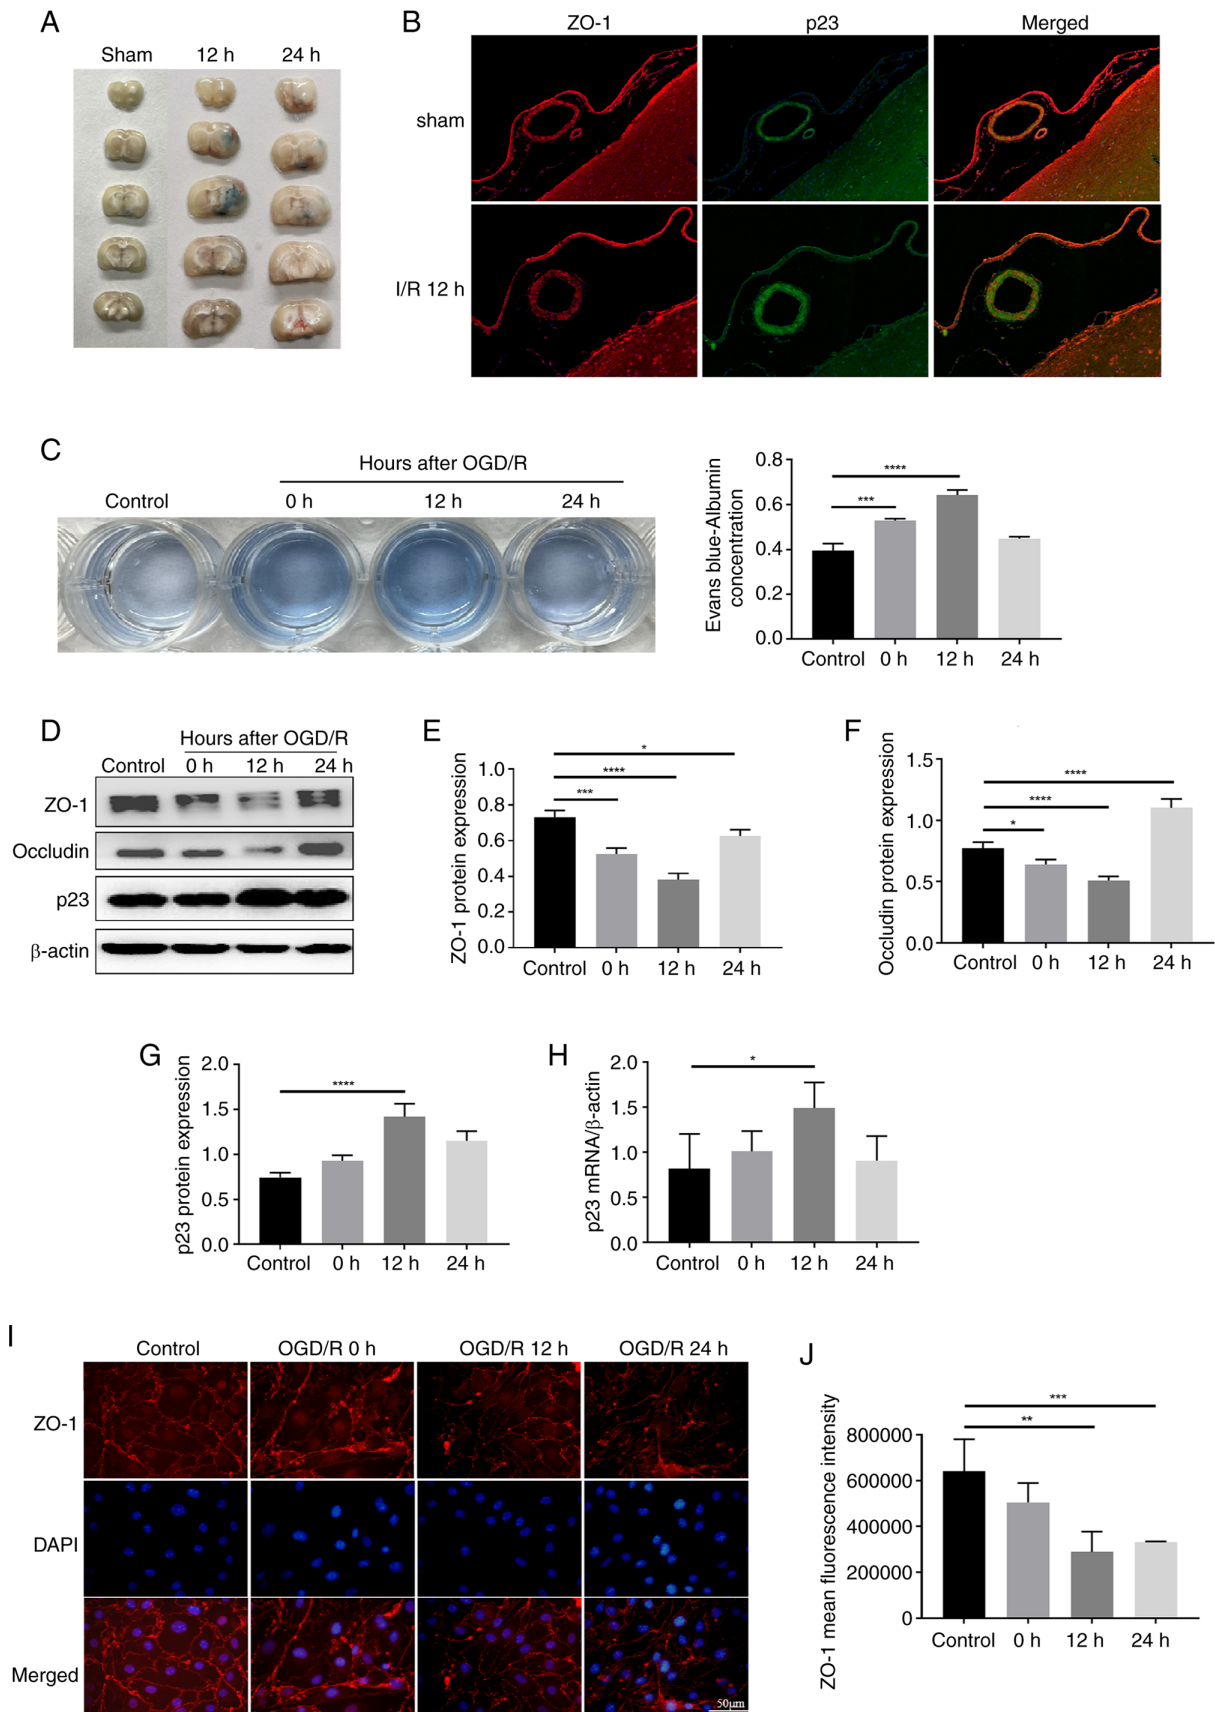 A
Sham 12 h 24 h
B
ZO-1 p23 Merged
sham
I/R 12 h
C
Hours after OGD/R
Control 0 h 12 h 24 h
Evans blue-Albumin
concentration
0.8
0.6
0.4
0.2
0.0
***
****
Control 0 h 12 h 24 h
D
Hours after OGD/R
Control 0 h 12 h 24 h
ZO-1
Occludin
p23
β-actin
E
ZO-1 protein expression
1.0
0.8
0.6
0.4
0.2
0.0
*
****
***
Control 0 h 12 h 24 h
F
Occludin protein expression
1.5
1.0
0.5
0.0
****
****
*
Control 0 h 12 h 24 h
G
p23 protein expression
2.0
1.5
1.0
0.5
0.0
****
Control 0 h 12 h 24 h
H
p23 mRNA/β-actin
2.0
1.5
1.0
0.5
0.0
*
Control 0 h 12 h 24 h
I
Control OGD/R 0 h OGD/R 12 h OGD/R 24 h
ZO-1
DAPI
Merged
50μm
J
ZO-1 mean fluorescence intensity
800000
600000
400000
200000
0
***
**
Control 0 h 12 h 24 h